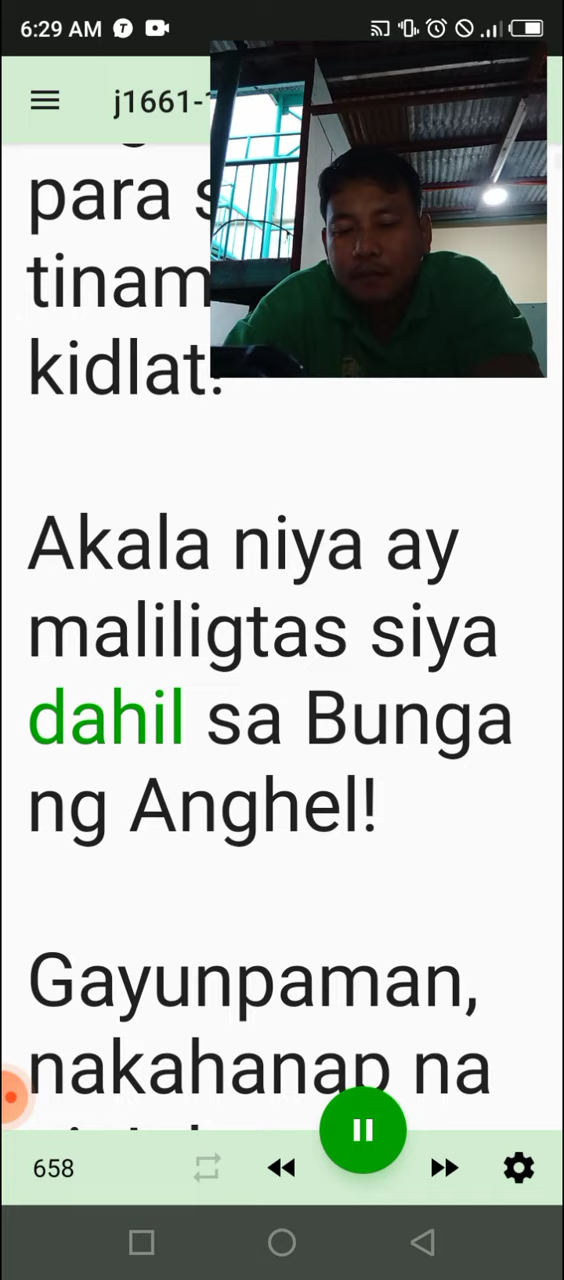 6:29 AM
j1661-
para
tinam
kidlat!
Akala niya ay
maliligtas siya
dahil sa Bunga
ng Anghel!
Gayunpaman,
nakahanap na
658